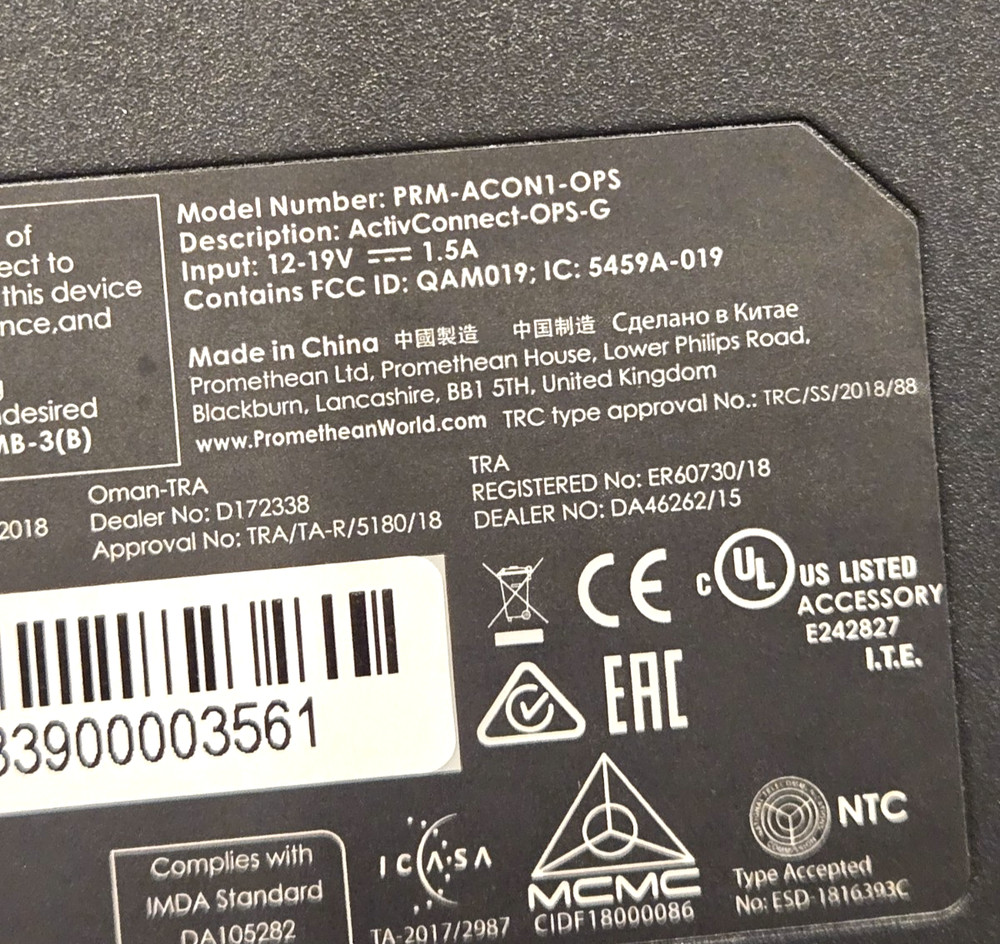 of
ect to
this device
nce,and
desired
MB-3(B)
Model Number: PRM-ACON1-OPS
Description: ActivConnect-OPS-G
Input: 12-19V ⎓ 1.5A
Contains FCC ID: QAM019; IC: 5459A-019
Made in China 中國製造 中国制造 Сделано в Китае
Promethean Ltd, Promethean House, Lower Philips Road,
Blackburn, Lancashire, BB1 5TH, United Kingdom
www.PrometheanWorld.com TRC type approval No.: TRC/SS/2018/88
2018
Oman-TRA
Dealer No: D172338
Approval No: TRA/TA-R/5180/18
TRA
REGISTERED No: ER60730/18
DEALER NO: DA46262/15
33900003561
CE
c UL US LISTED
ACCESSORY
E242827
I.T.E.
EAC
Complies with
IMDA Standard
DA105282
ICASA
TA-2017/2987
MCMC
CIDF18000086
NTC
Type Accepted
No: ESD-1816393C